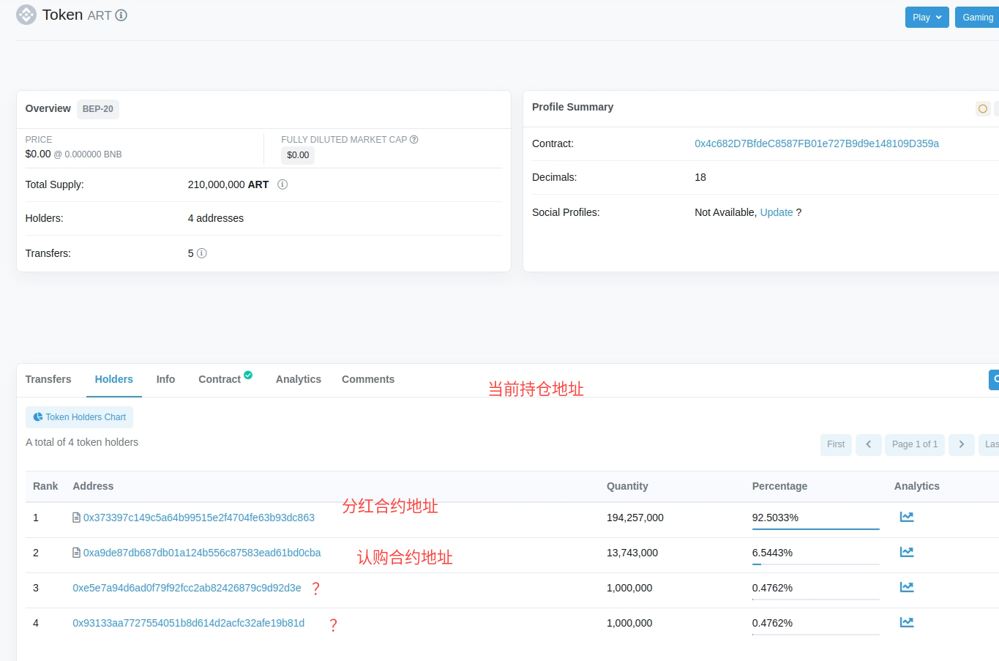 Token ART
Play
Gaming
Overview BEP-20
PRICE
$0.00 @ 0.000000 BNB
FULLY DILUTED MARKET CAP
$0.00
Total Supply: 210,000,000 ART
Holders: 4 addresses
Transfers: 5
Profile Summary
Contract: 0x4c682D7BfdeC8587FB01e727B9d9e148109D359a
Decimals: 18
Social Profiles: Not Available, Update ?
Transfers Holders Info Contract Analytics Comments
当前持仓地址
Token Holders Chart
A total of 4 token holders
First Page 1 of 1 Las
Rank Address Quantity Percentage Analytics
分红合约地址
1 0x373397c149c5a64b99515e2f4704fe63b93dc863 194,257,000 92.5033%
2 0xa9de87db687db01a124b556c87583ead61bd0cba 认购合约地址 13,743,000 6.5443%
3 0xe5e7a94d6ad0f79f92fcc2ab82426879c9d92d3e ? 1,000,000 0.4762%
4 0x93133aa7727554051b8d614d2acfc32afe19b81d ? 1,000,000 0.4762%